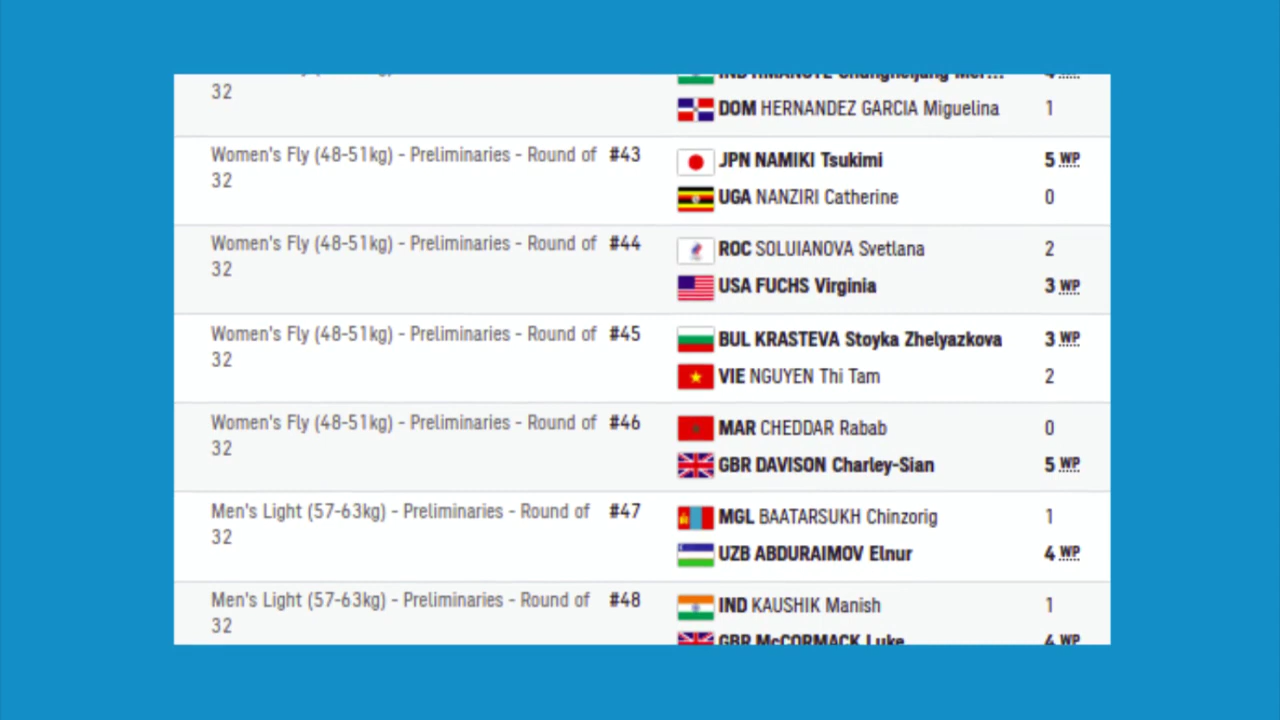 32
DOM HERNANDEZ GARCIA Miguelina 1
Women's Fly (48-51kg) - Preliminaries - Round of #43
32
JPN NAMIKI Tsukimi 5 WP
UGA NANZIRI Catherine 0
Women's Fly (48-51kg) - Preliminaries - Round of #44
32
ROC SOLUIANOVA Svetlana 2
USA FUCHS Virginia 3 WP
Women's Fly (48-51kg) - Preliminaries - Round of #45
32
BUL KRASTEVA Stoyka Zhelyazkova 3 WP
VIE NGUYEN Thi Tam 2
Women's Fly (48-51kg) - Preliminaries - Round of #46
32
MAR CHEDDAR Rabab 0
GBR DAVISON Charley-Sian 5 WP
Men's Light (57-63kg) - Preliminaries - Round of #47
32
MGL BAATARSUKH Chinzorig 1
UZB ABDURAIMOV Elnur 4 WP
Men's Light (57-63kg) - Preliminaries - Round of #48
32
IND KAUSHIK Manish 1
GBR McCORMACK Luke 4 WP